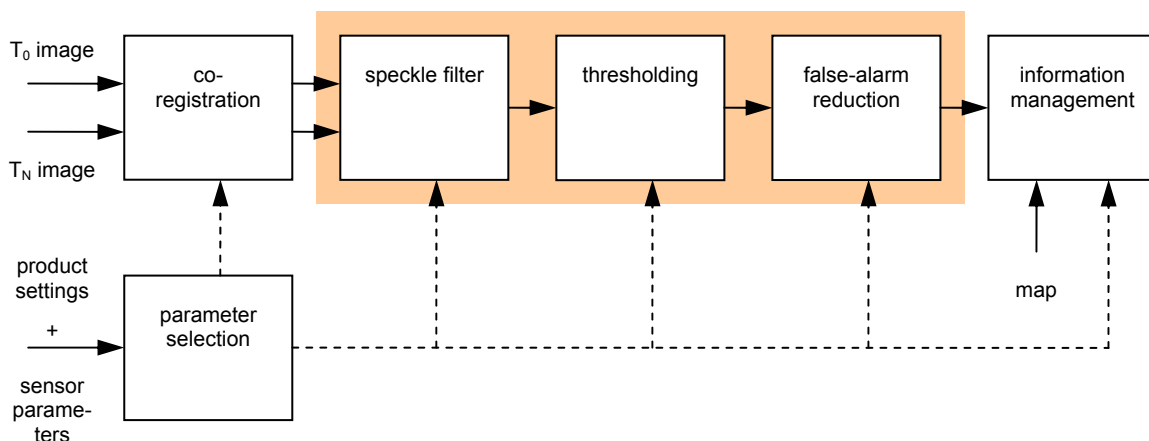 T0 image
TN image
co-
registration
speckle filter
thresholding
false-alarm
reduction
information
management
product
settings
+
sensor
parame-
ters
parameter
selection
map